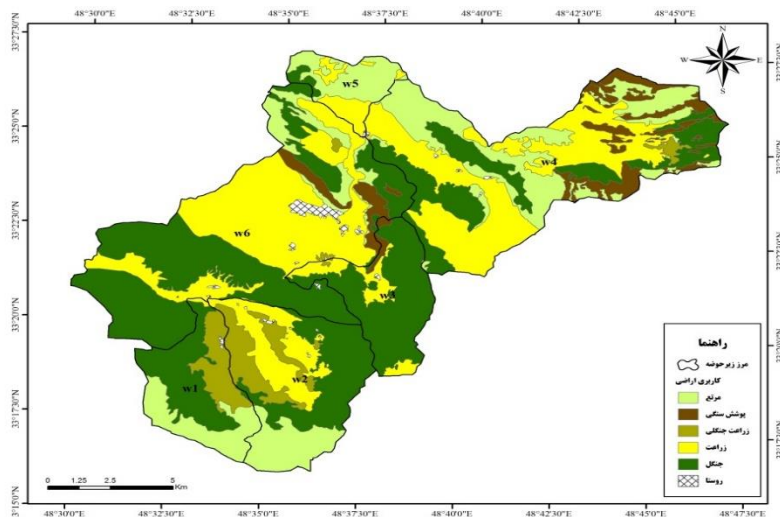 48°30'0"E 48°32'30"E 48°35'0"E 48°37'30"E 48°40'0"E 48°42'30"E 48°45'0"E
33°27'30"N
33°25'0"N
33°22'30"N
33°20'0"N
33°17'30"N
33°15'0"N
N
W E
S
w5
w4
w6
w3
w1
w2
راهنما
مرز زیرحوضه
کاربری اراضی
مرتع
پوشش سنگی
زراعت جنگلی
زراعت
جنگل
روستا
0 1.25 2.5 5
Km
48°30'0"E 48°32'30"E 48°35'0"E 48°37'30"E 48°40'0"E 48°42'30"E 48°45'0"E 48°47'30"E